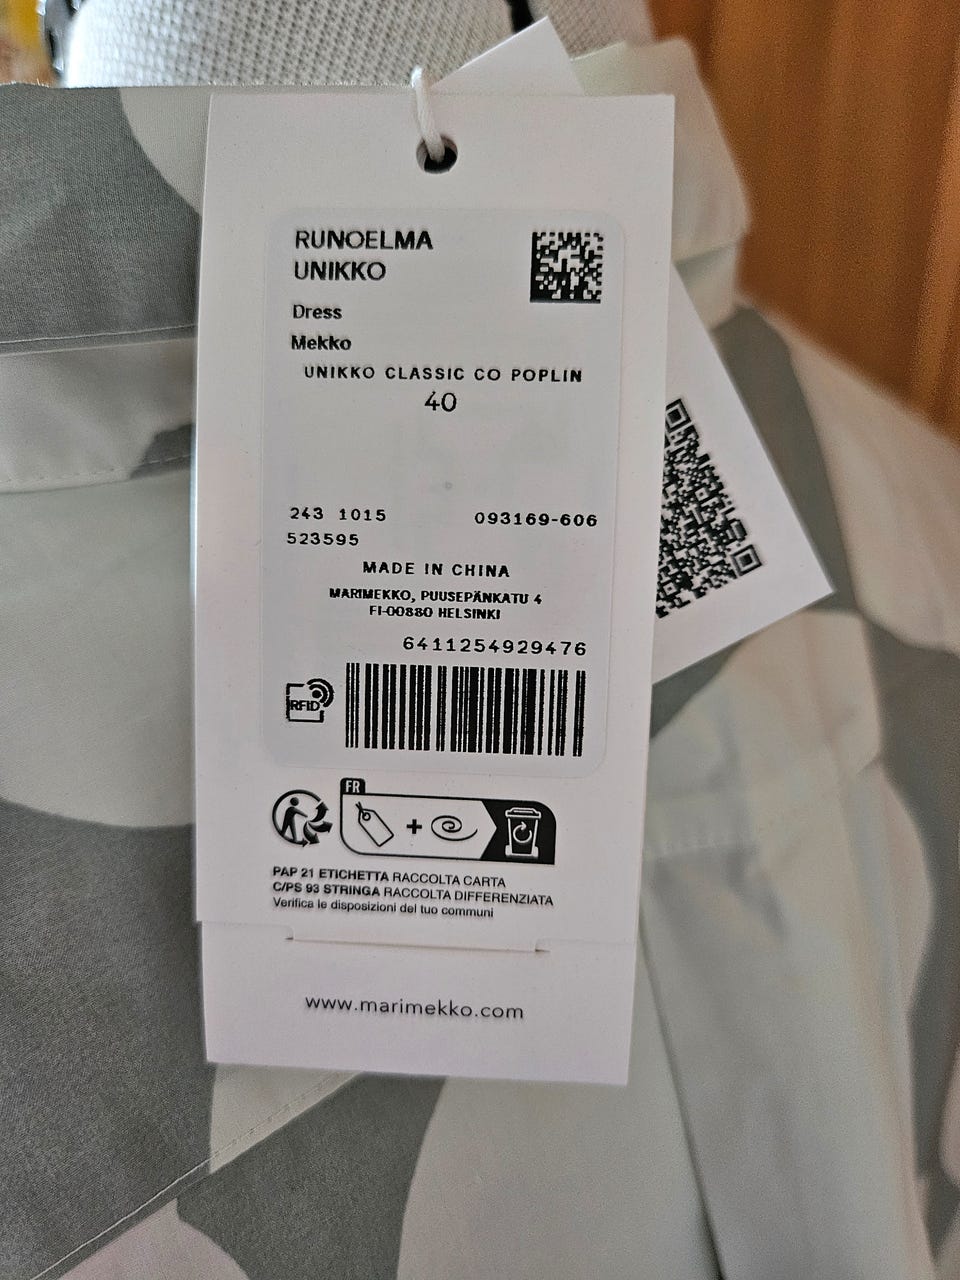 RUNOELMA
UNIKKO
Dress
Mekko
UNIKKO CLASSIC CO POPLIN
40
243 1015 093169-606
523595
MADE IN CHINA
MARIMEKKO, PUUSEPÄNKATU 4
FI-00880 HELSINKI
6411254929476
RFID
FR
PAP 21 ETICHETTA RACCOLTA CARTA
C/PS 93 STRINGA RACCOLTA DIFFERENZIATA
Verifica le disposizioni del tuo communi
www.marimekko.com